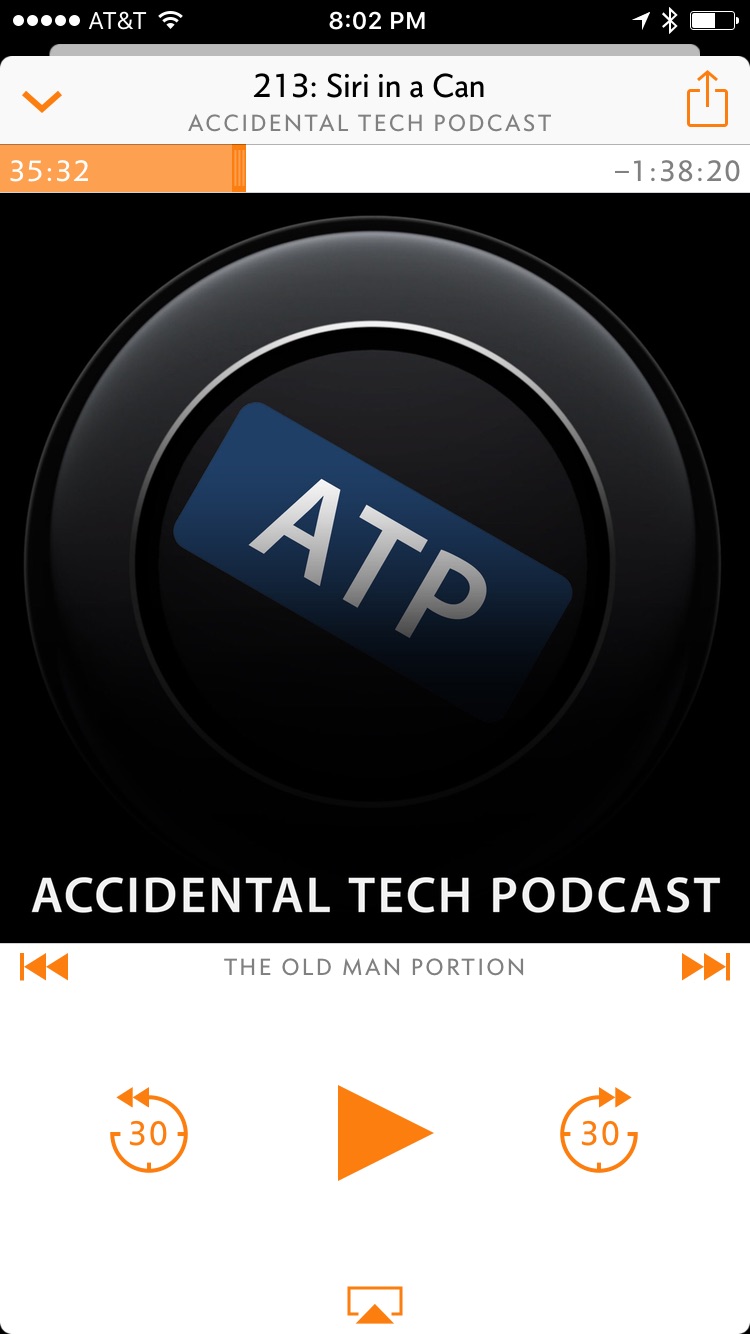 AT&T 8:02 PM
213: Siri in a Can
ACCIDENTAL TECH PODCAST
35:32 –1:38:20
ATP
ACCIDENTAL TECH PODCAST
THE OLD MAN PORTION
30 30